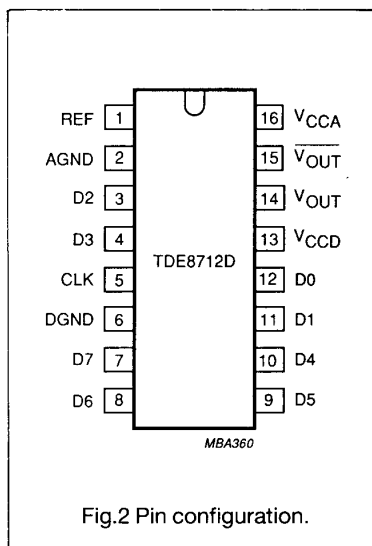 REF 1 16 VCCA
AGND 2 15 V̅O̅U̅T̅
D2 3 14 VOUT
D3 4 13 VCCD
TDE8712D
CLK 5 12 D0
DGND 6 11 D1
D7 7 10 D4
D6 8 9 D5
MBA360
Fig.2 Pin configuration.